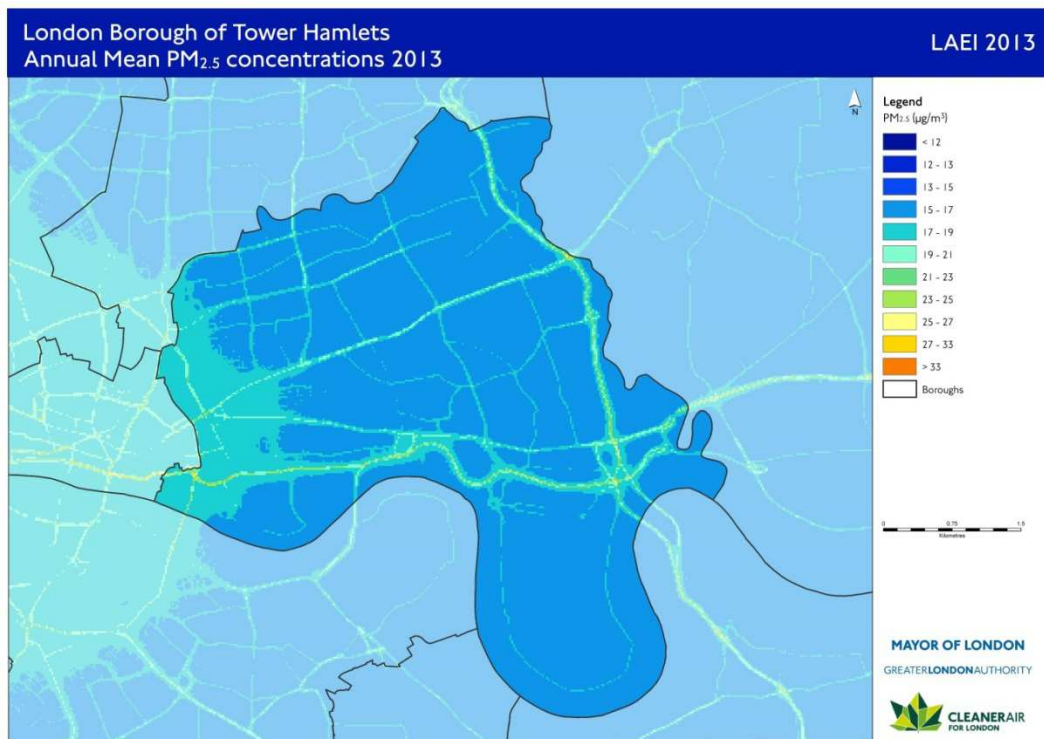 London Borough of Tower Hamlets
Annual Mean PM₂.₅ concentrations 2013
LAEI 2013
N
Legend
PM₂.₅ (µg/m³)
< 12
12 - 13
13 - 15
15 - 17
17 - 19
19 - 21
21 - 23
23 - 25
25 - 27
27 - 33
> 33
Boroughs
0 0.75 1.5
Kilometres
MAYOR OF LONDON
GREATERLONDONAUTHORITY
CLEANERAIR
FOR LONDON